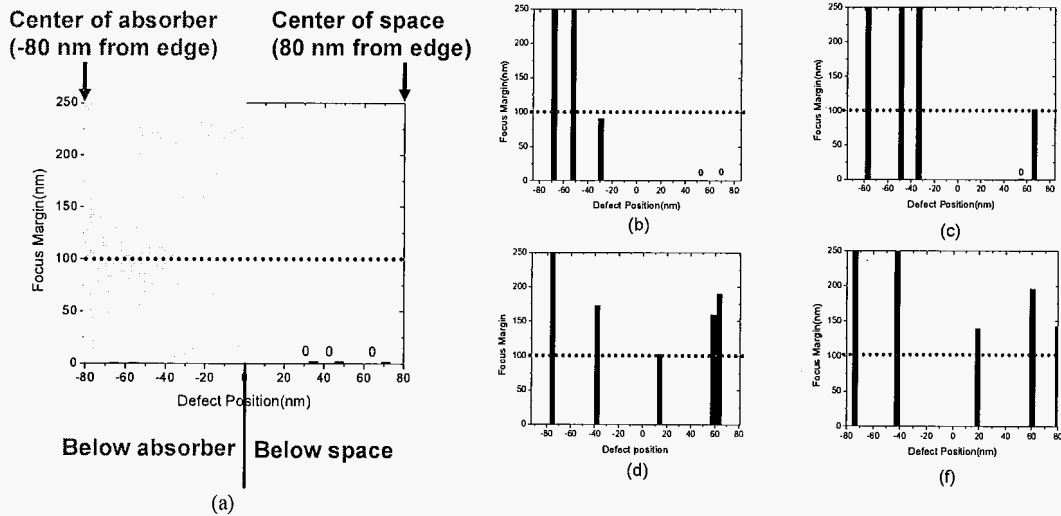 Center of absorber
(-80 nm from edge)
Center of space
(80 nm from edge)
250
200
150
100
50
0
Focus Margin(nm)
0 0 0
-80 -60 -40 -20 0 20 40 60 80
Defect Position(nm)
Below absorber
Below space
(a)
250
200
150
100
50
0
Focus Margin(nm)
0 0
-80 -60 -40 -20 0 20 40 60 80
Defect Position(nm)
(b)
250
200
150
100
50
0
Focus Margin(nm)
0
-80 -60 -40 -20 0 20 40 60 80
Defect Position(nm)
(c)
250
200
150
100
50
0
Focus Margin
-80 -60 -40 -20 0 20 40 60 80
Defect position
(d)
250
200
150
100
50
0
Focus Margin(nm)
-80 -60 -40 -20 0 20 40 60 80
Defect Position(nm)
(f)